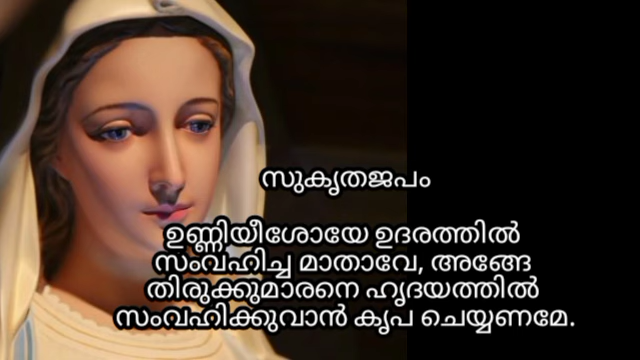 സുകൃതജപം
ഉണ്ണിയീശോയേ ഉദരത്തിൽ
സംവഹിച്ച മാതാവേ, അങ്ങേ
തിരുക്കുമാരനെ ഹൃദയത്തിൽ
സംവഹിക്കുവാൻ കൃപ ചെയ്യണമേ.